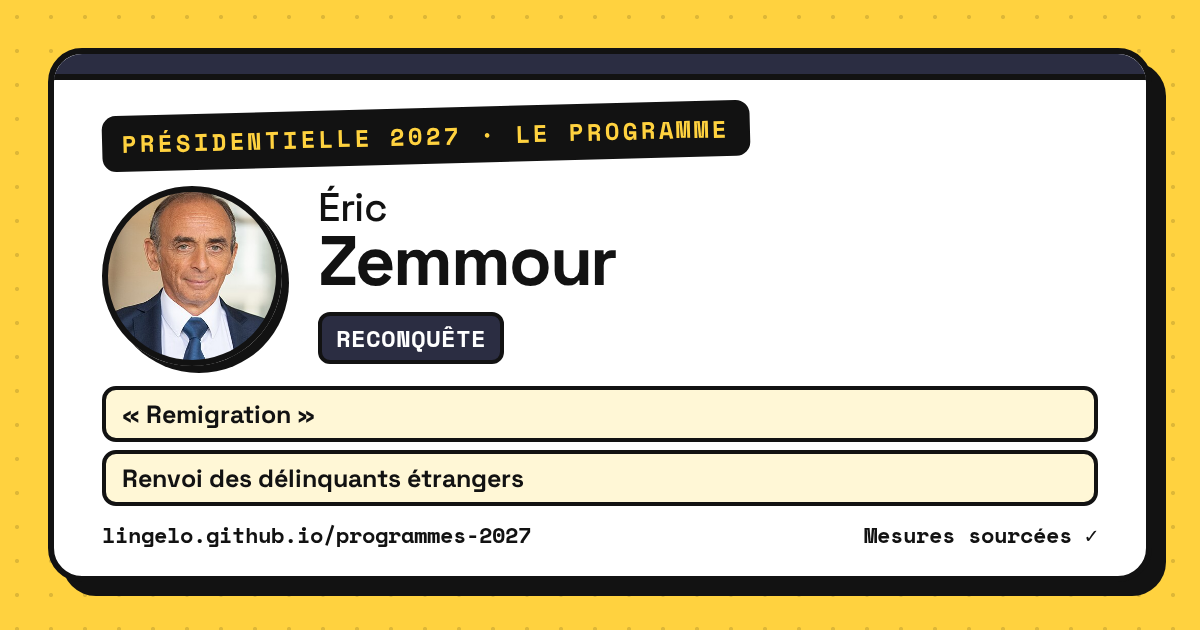 PRÉSIDENTIELLE 2027 · LE PROGRAMME
Éric
Zemmour
RECONQUÊTE
« Remigration »
Renvoi des délinquants étrangers
lingelo.github.io/programmes-2027
Mesures sourcées ✓